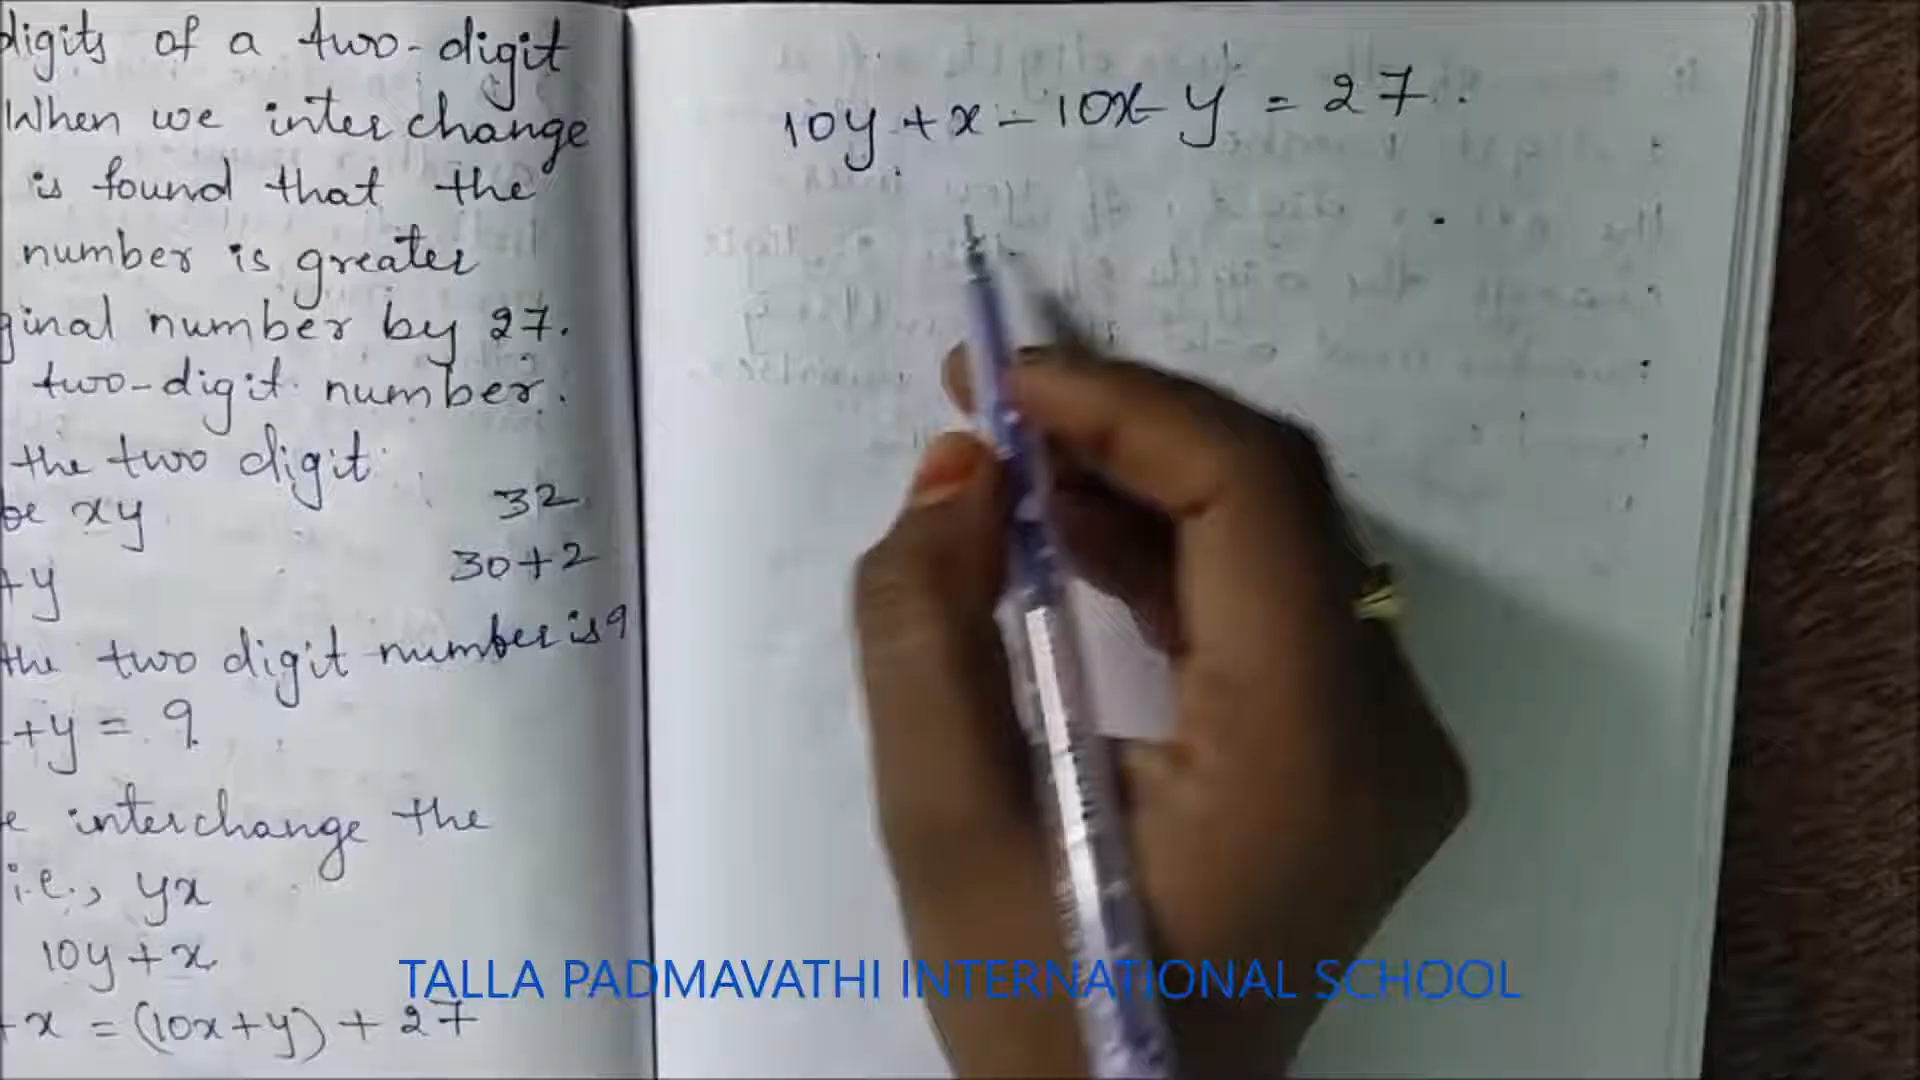 digits of a two-digit
When we interchange
is found that the
number is greater
ginal number by 27.
two-digit number.
the two digit
be xy
32
+y
30+2
the two digit number is 9
+y = 9
interchange the
i.e., yx
10y + x
+ x = (10x+y) + 27
10y + x - 10x - y = 27.
TALLA PADMAVATHI INTERNATIONAL SCHOOL